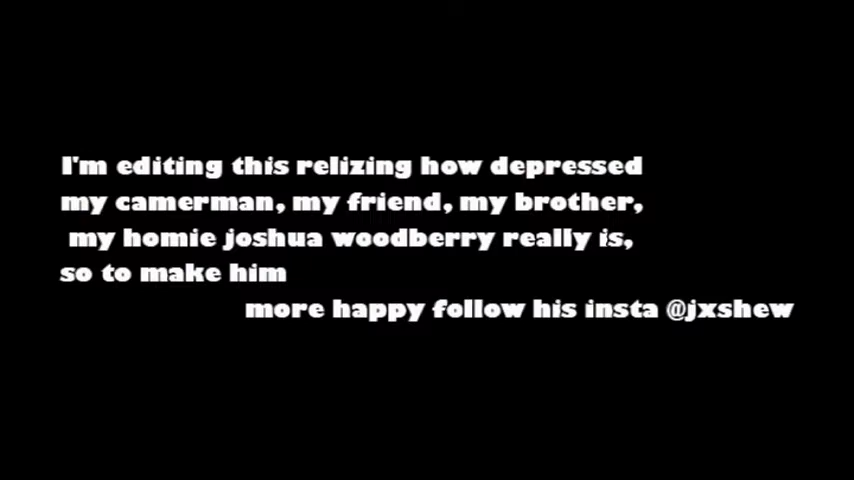 I'm editing this relizing how depressed
my camerman, my friend, my brother,
my homie joshua woodberry really is,
so to make him
more happy follow his insta @jxshew